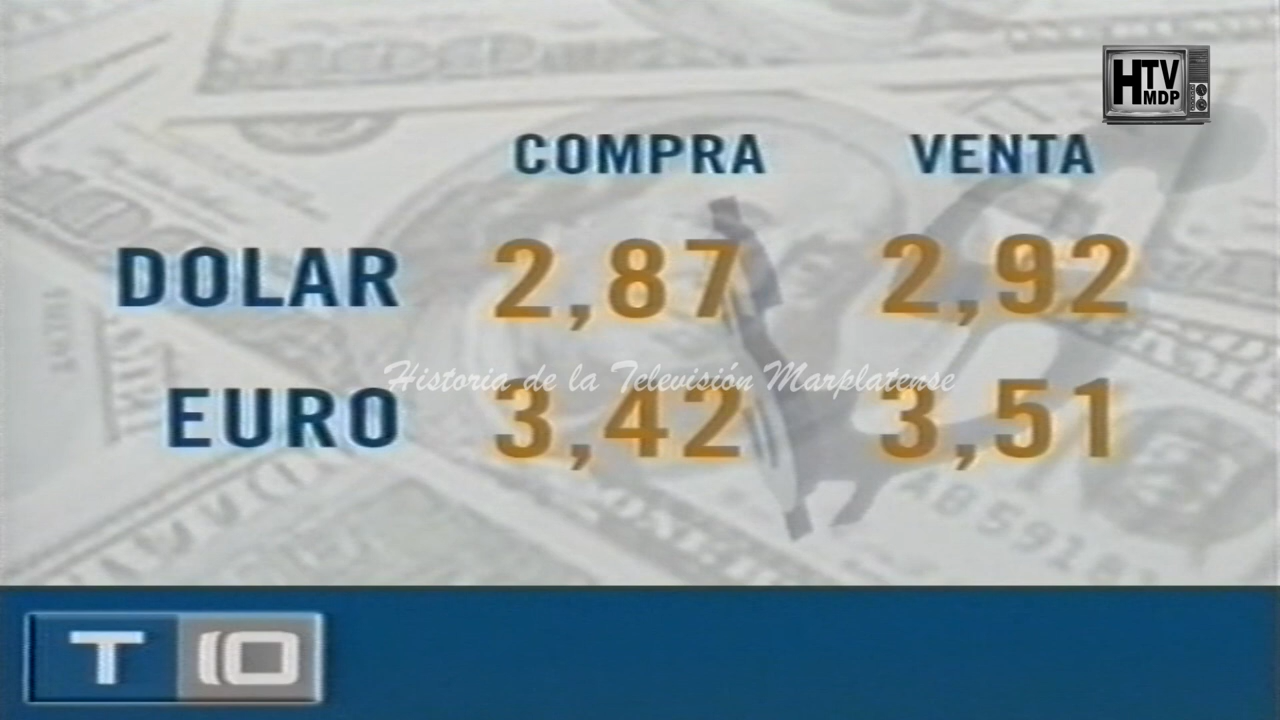 HTV
MDP
COMPRA VENTA
DOLAR 2,87 2,92
Historia de la Televisión Marplatense
EURO 3,42 3,51
T 10